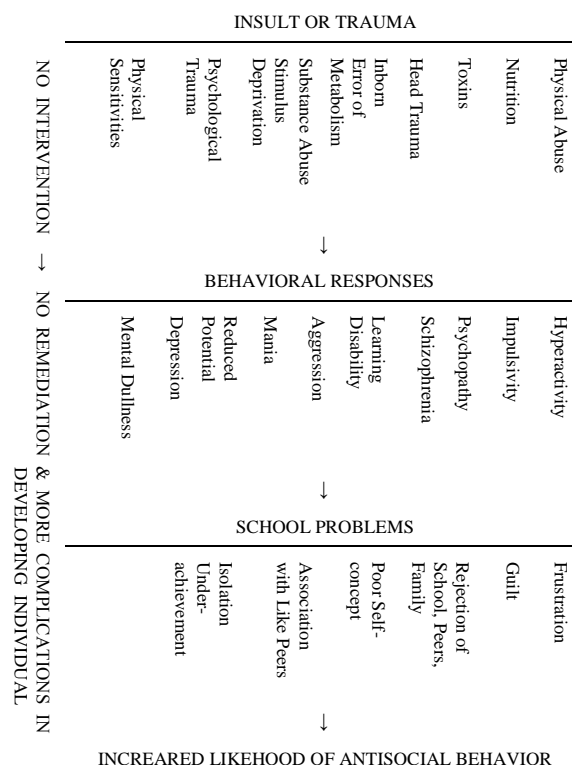 INSULT OR TRAUMA
Physical Abuse
Nutrition
Toxins
Head Trauma
Inborn
Error of
Metabolism
Substance Abuse
Stimulus
Deprivation
Psychological
Trauma
Physical
Sensitivities
↓
BEHAVIORAL RESPONSES
Hyperactivity
Impulsivity
Psychopathy
Schizophrenia
Learning
Disability
Aggression
Mania
Reduced
Potential
Depression
Mental Dullness
↓
SCHOOL PROBLEMS
Frustration
Guilt
Rejection of
School, Peers,
Family
Poor Self-
concept
Association
with Like Peers
Isolation
Under-
achievement
↓
INCREARED LIKEHOOD OF ANTISOCIAL BEHAVIOR
NO INTERVENTION → NO REMEDIATION & MORE COMPLICATIONS IN
DEVELOPING INDIVIDUAL